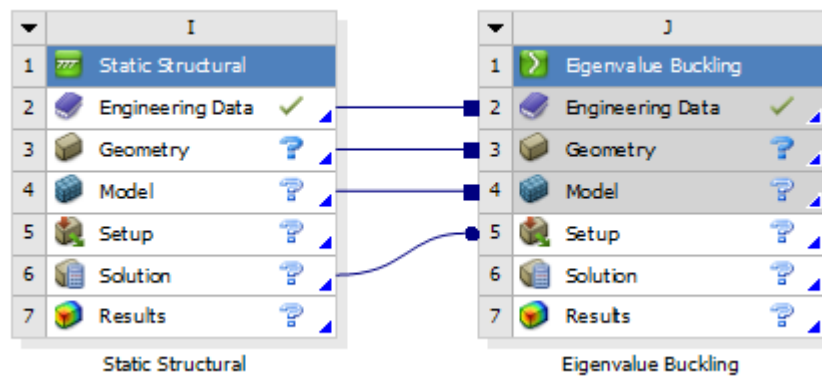 I
1 Static Structural
2 Engineering Data
3 Geometry
4 Model
5 Setup
6 Solution
7 Results
Static Structural
J
1 Eigenvalue Buckling
2 Engineering Data
3 Geometry
4 Model
5 Setup
6 Solution
7 Results
Eigenvalue Buckling